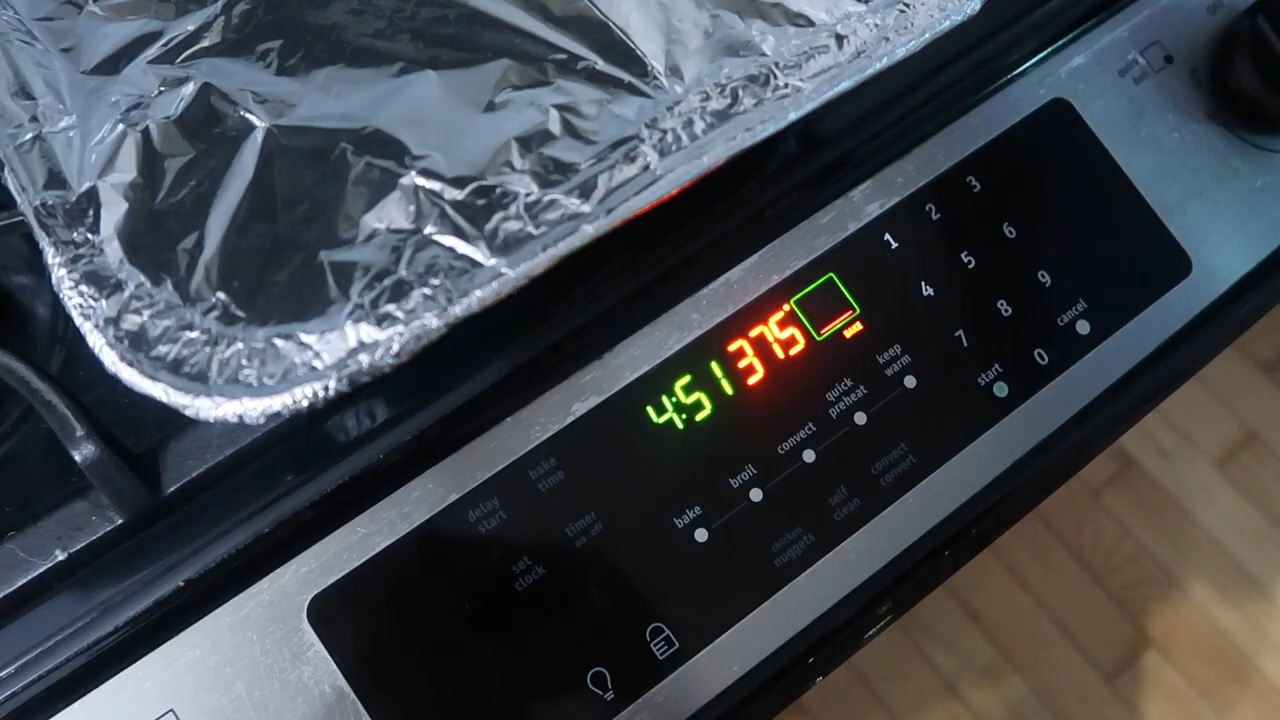 4:51 375°
BAKE
1 2 3
4 5 6
7 8 9
0
start
cancel
bake
broil
convect
quick
preheat
keep
warm
bake
time
delay
start
timer
on·off
set
clock
chicken
nuggets
self
clean
convect
convert